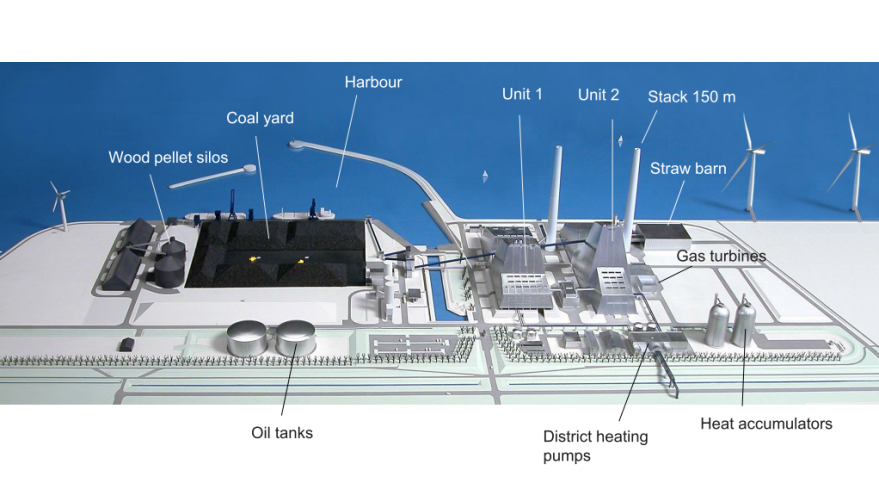 Harbour
Unit 1
Unit 2
Stack 150 m
Coal yard
Wood pellet silos
Straw barn
Gas turbines
Oil tanks
District heating
pumps
Heat accumulators